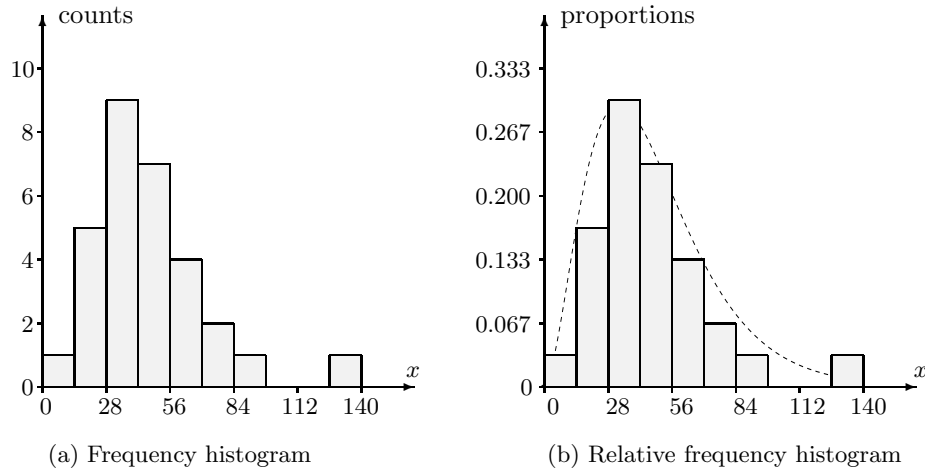 counts
10
8
6
4
2
0
0 28 56 84 112 140
x
(a) Frequency histogram
proportions
0.333
0.267
0.200
0.133
0.067
0
0 28 56 84 112 140
x
(b) Relative frequency histogram